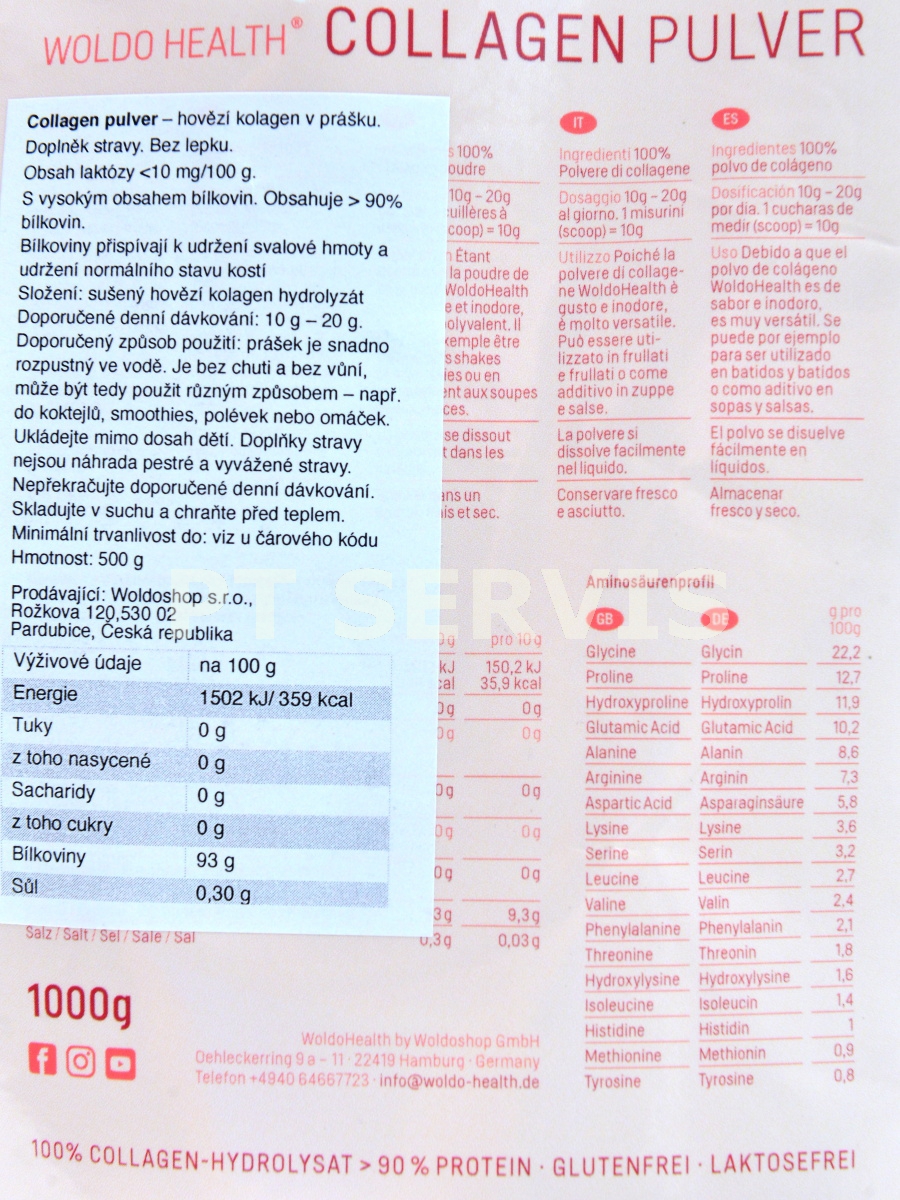 WOLDO HEALTH® COLLAGEN PULVER
Collagen pulver – hovězí kolagen v prášku.
Doplněk stravy. Bez lepku.
Obsah laktózy <10 mg/100 g.
S vysokým obsahem bílkovin. Obsahuje > 90%
bílkovin.
Bílkoviny přispívají k udržení svalové hmoty a
udržení normálního stavu kostí
Složení: sušený hovězí kolagen hydrolyzát
Doporučené denní dávkování: 10 g – 20 g.
Doporučený způsob použití: prášek je snadno
rozpustný ve vodě. Je bez chuti a bez vůní,
může být tedy použit různým způsobem – např.
do koktejlů, smoothies, polévek nebo omáček.
Ukládejte mimo dosah dětí. Doplňky stravy
nejsou náhrada pestré a vyvážené stravy.
Nepřekračujte doporučené denní dávkování.
Skladujte v suchu a chraňte před teplem.
Minimální trvanlivost do: viz u čárového kódu
Hmotnost: 500 g
Prodávající: Woldoshop s.r.o.,
Rožkova 120,530 02
Pardubice, Česká republika
Výživové údaje na 100 g
Energie 1502 kJ/ 359 kcal
Tuky 0 g
z toho nasycené 0 g
Sacharidy 0 g
z toho cukry 0 g
Bílkoviny 93 g
Sůl 0,30 g
s 100%
oudre
10g – 20g
cuillères à
coop) = 10g
Étant
la poudre de
WoldoHealth
e et inodore,
olyvalent. Il
xemple être
s shakes
ies ou en
ent aux soupes
ces.
se dissout
t dans les
ans un
ais et sec.
IT
Ingredienti 100%
Polvere di collagene
Dosaggio 10g – 20g
al giorno. 1 misurini
(scoop) = 10g
Utilizzo Poiché la
polvere di collage-
ne WoldoHealth è
gusto e inodore,
è molto versatile.
Può essere uti-
lizzato in frullati
e frullati o come
additivo in zuppe
e salse.
La polvere si
dissolve facilmente
nel liquido.
Conservare fresco
e asciutto.
ES
Ingredientes 100%
polvo de colágeno
Dosificación 10g – 20g
por dia. 1 cucharas de
medir (scoop) = 10g
Uso Debido a que el
polvo de colágeno
WoldoHealth es de
sabor e inodoro,
es muy versátil. Se
puede por ejemplo
para ser utilizado
en batidos y batidos
o como aditivo en
sopas y salsas.
El polvo se disuelve
fácilmente en
líquidos.
Almacenar
fresco y seco.
PT SERVIS
0g pro 10g
kJ 150,2 kJ
cal 35,9 kcal
0g 0g
0g 0g
0g 0g
0g 0g
0g 0g
3g 9,3g
Salz / Salt / Sel / Sale / Sal 0,3g 0,03g
Aminosäurenprofil
GB DE g pro
100g
Glycine Glycin 22,2
Proline Proline 12,7
Hydroxyproline Hydroxyprolin 11,9
Glutamic Acid Glutamic Acid 10,2
Alanine Alanin 8,6
Arginine Arginin 7,3
Aspartic Acid Asparaginsäure 5,8
Lysine Lysine 3,6
Serine Serin 3,2
Leucine Leucine 2,7
Valine Valin 2,4
Phenylalanine Phenylalanin 2,1
Threonine Threonin 1,8
Hydroxylysine Hydroxylysine 1,6
Isoleucine Isoleucin 1,4
Histidine Histidin 1
Methionine Methionin 0,9
Tyrosine Tyrosine 0,8
1000g
WoldoHealth by Woldoshop GmbH
Oehleckerring 9 a – 11 · 22419 Hamburg · Germany
Telefon +4940 64667723 · info@woldo-health.de
100% COLLAGEN-HYDROLYSAT > 90 % PROTEIN · GLUTENFREI · LAKTOSEFREI